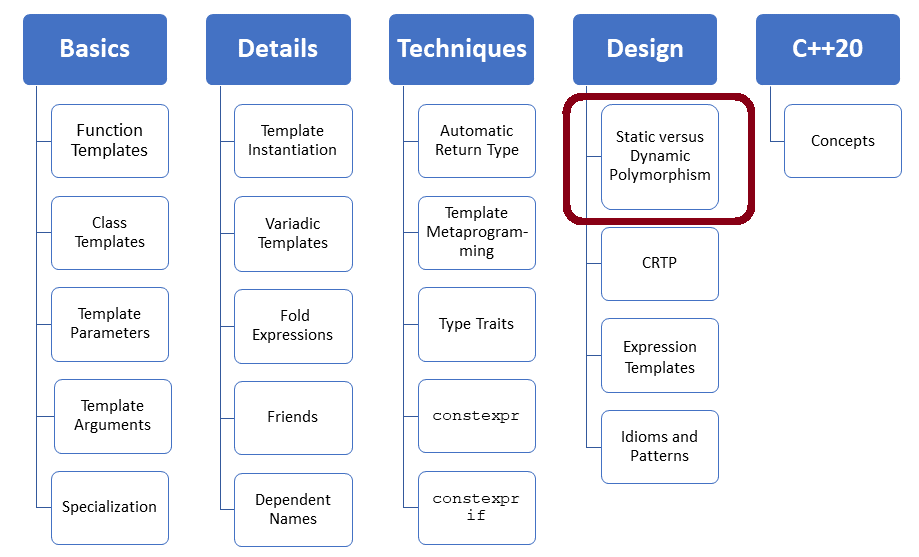 Basics
Function
Templates
Class
Templates
Template
Parameters
Template
Arguments
Specialization
Details
Template
Instantiation
Variadic
Templates
Fold
Expressions
Friends
Dependent
Names
Techniques
Automatic
Return Type
Template
Metaprogram-
ming
Type Traits
constexpr
constexpr
if
Design
Static versus
Dynamic
Polymorphism
CRTP
Expression
Templates
Idioms and
Patterns
C++20
Concepts